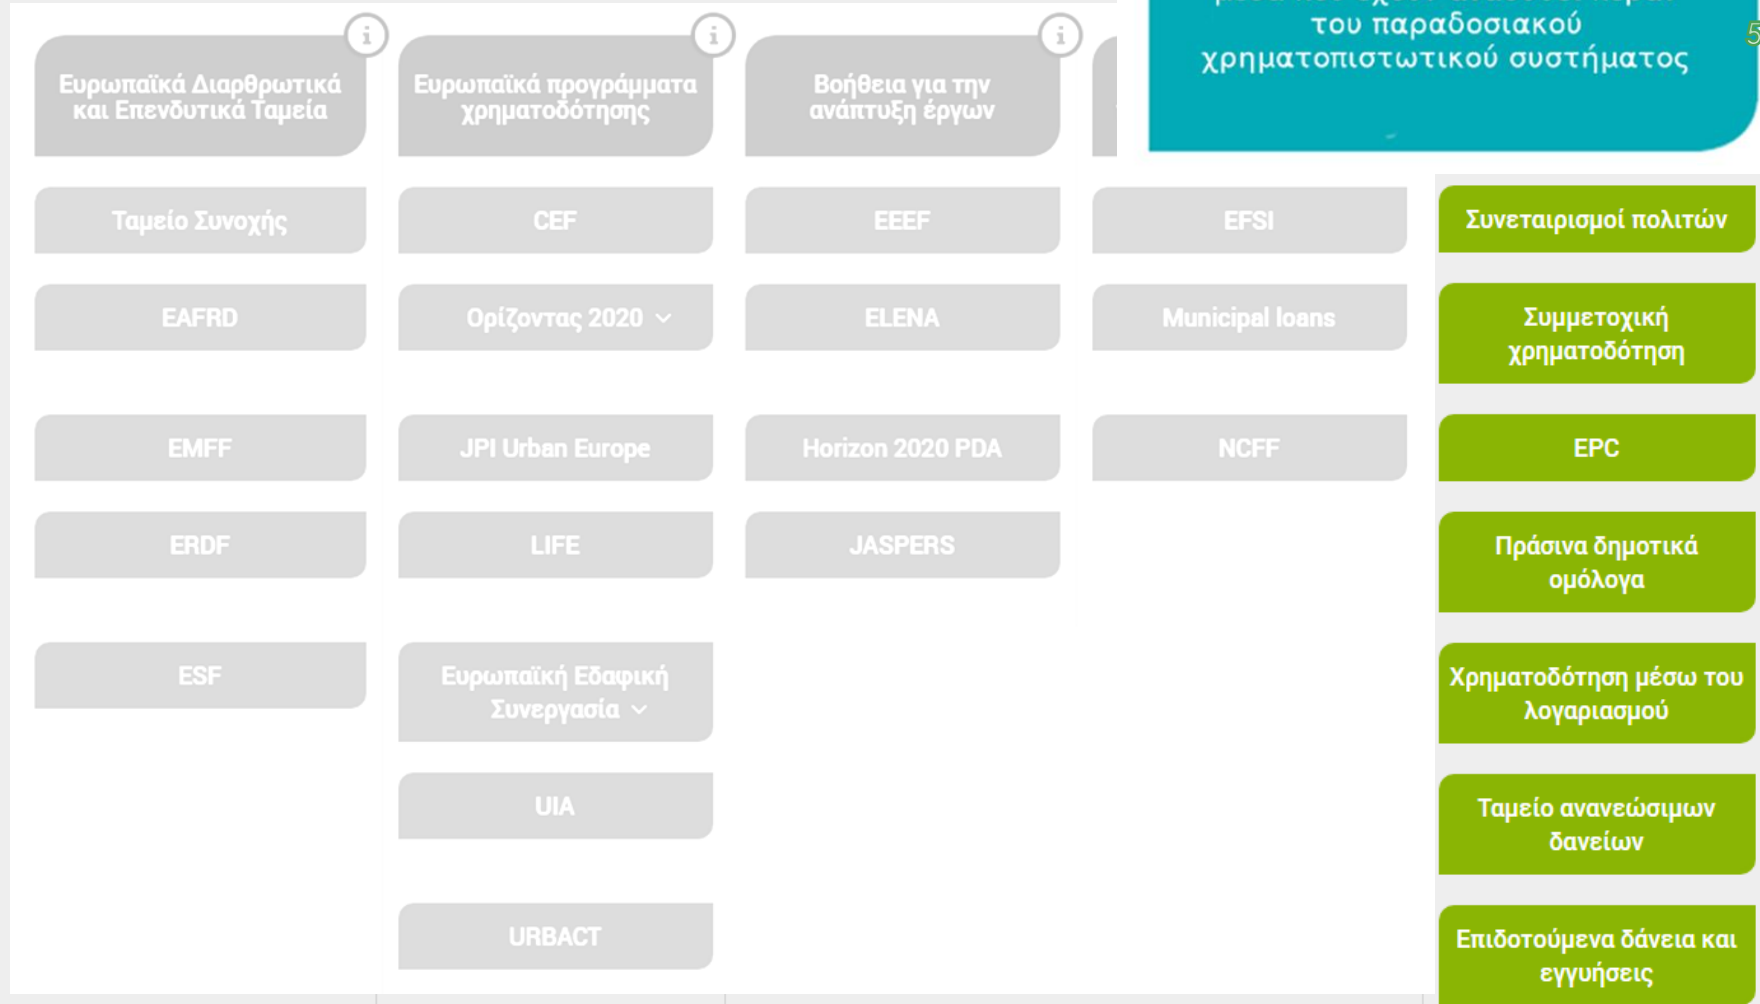 του παραδοσιακού
χρηματοπιστωτικού συστήματος
5
Ευρωπαϊκά Διαρθρωτικά
και Επενδυτικά Ταμεία
i
Ευρωπαϊκά προγράμματα
χρηματοδότησης
i
Βοήθεια για την
ανάπτυξη έργων
i
Ταμείο Συνοχής
CEF
EEEF
EFSI
Συνεταιρισμοί πολιτών
EAFRD
Ορίζοντας 2020
ELENA
Municipal loans
Συμμετοχική
χρηματοδότηση
EMFF
JPI Urban Europe
Horizon 2020 PDA
NCFF
EPC
ERDF
LIFE
JASPERS
Πράσινα δημοτικά
ομόλογα
ESF
Ευρωπαϊκή Εδαφική
Συνεργασία
Χρηματοδότηση μέσω του
λογαριασμού
UIA
Ταμείο ανανεώσιμων
δανείων
URBACT
Επιδοτούμενα δάνεια και
εγγυήσεις